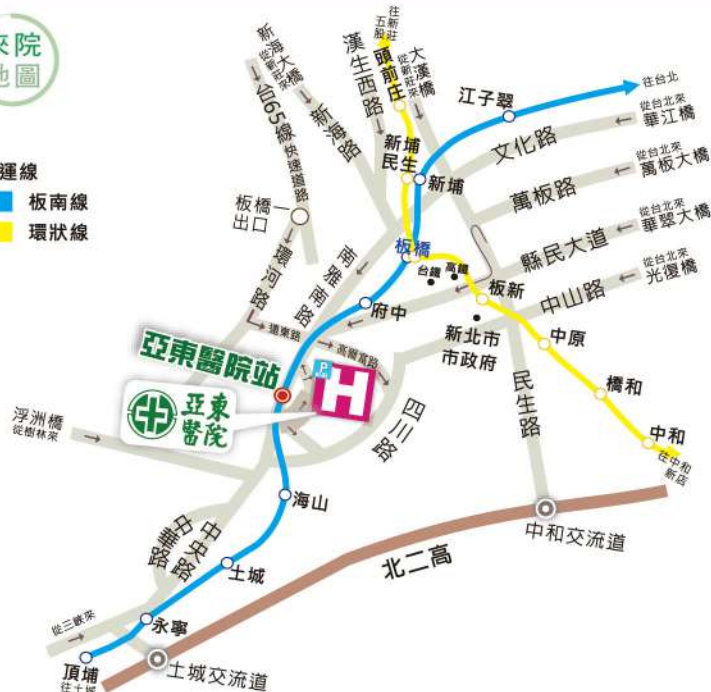 來院
地圖
運線
板南線
環狀線
往新莊
五股
頭前庄
新海大橋
從新莊來
台65線快速道路
新海路
漢生西路
大漢橋
從新莊來
江子翠
往台北
從台北來
華江橋
文化路
新埔
民生
新埔
從台北來
萬板大橋
萬板路
板橋
出口
環河路
南雅南路
板橋
台鐵
高鐵
縣民大道
從台北來
華翠大橋
從台北來
光復橋
中山路
板新
府中
新北市
市政府
中原
遠東路
高爾富路
亞東醫院站
P
H
亞東
醫院
四川路
民生路
橋和
中和
往中和
新店
浮洲橋
從樹林來
海山
中央路
中華路
土城
北二高
中和交流道
從三峽來
永寧
頂埔
往土城
土城交流道